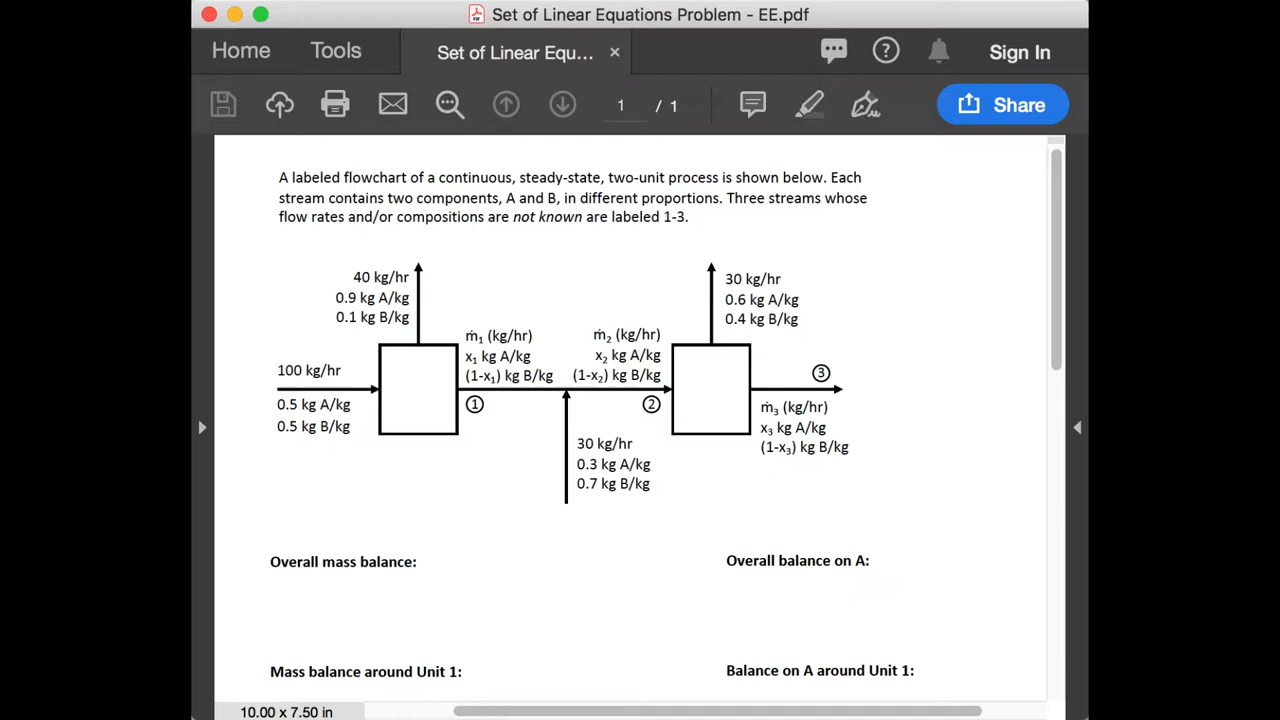 Set of Linear Equations Problem - EE.pdf
Home
Tools
Set of Linear Equ...
×
Sign In
1 / 1
Share
A labeled flowchart of a continuous, steady-state, two-unit process is shown below. Each
stream contains two components, A and B, in different proportions. Three streams whose
flow rates and/or compositions are not known are labeled 1-3.
40 kg/hr
0.9 kg A/kg
0.1 kg B/kg
30 kg/hr
0.6 kg A/kg
0.4 kg B/kg
ṁ₁ (kg/hr)
x₁ kg A/kg
(1-x₁) kg B/kg
ṁ₂ (kg/hr)
x₂ kg A/kg
(1-x₂) kg B/kg
100 kg/hr
0.5 kg A/kg
0.5 kg B/kg
①
②
③
ṁ₃ (kg/hr)
x₃ kg A/kg
(1-x₃) kg B/kg
30 kg/hr
0.3 kg A/kg
0.7 kg B/kg
Overall mass balance:
Overall balance on A:
Mass balance around Unit 1:
Balance on A around Unit 1:
10.00 x 7.50 in